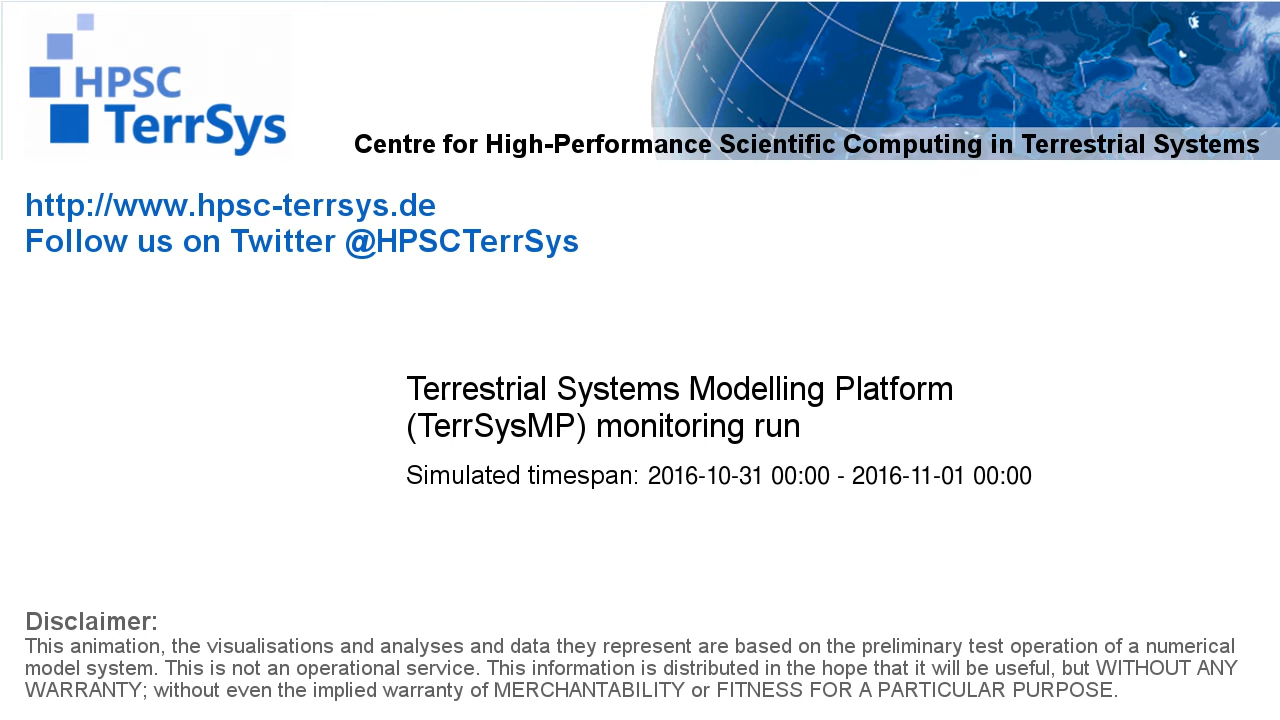 HPSC
TerrSys
Centre for High-Performance Scientific Computing in Terrestrial Systems
http://www.hpsc-terrsys.de
Follow us on Twitter @HPSCTerrSys
Terrestrial Systems Modelling Platform
(TerrSysMP) monitoring run
Simulated timespan: 2016-10-31 00:00 - 2016-11-01 00:00
Disclaimer:
This animation, the visualisations and analyses and data they represent are based on the preliminary test operation of a numerical
model system. This is not an operational service. This information is distributed in the hope that it will be useful, but WITHOUT ANY
WARRANTY; without even the implied warranty of MERCHANTABILITY or FITNESS FOR A PARTICULAR PURPOSE.